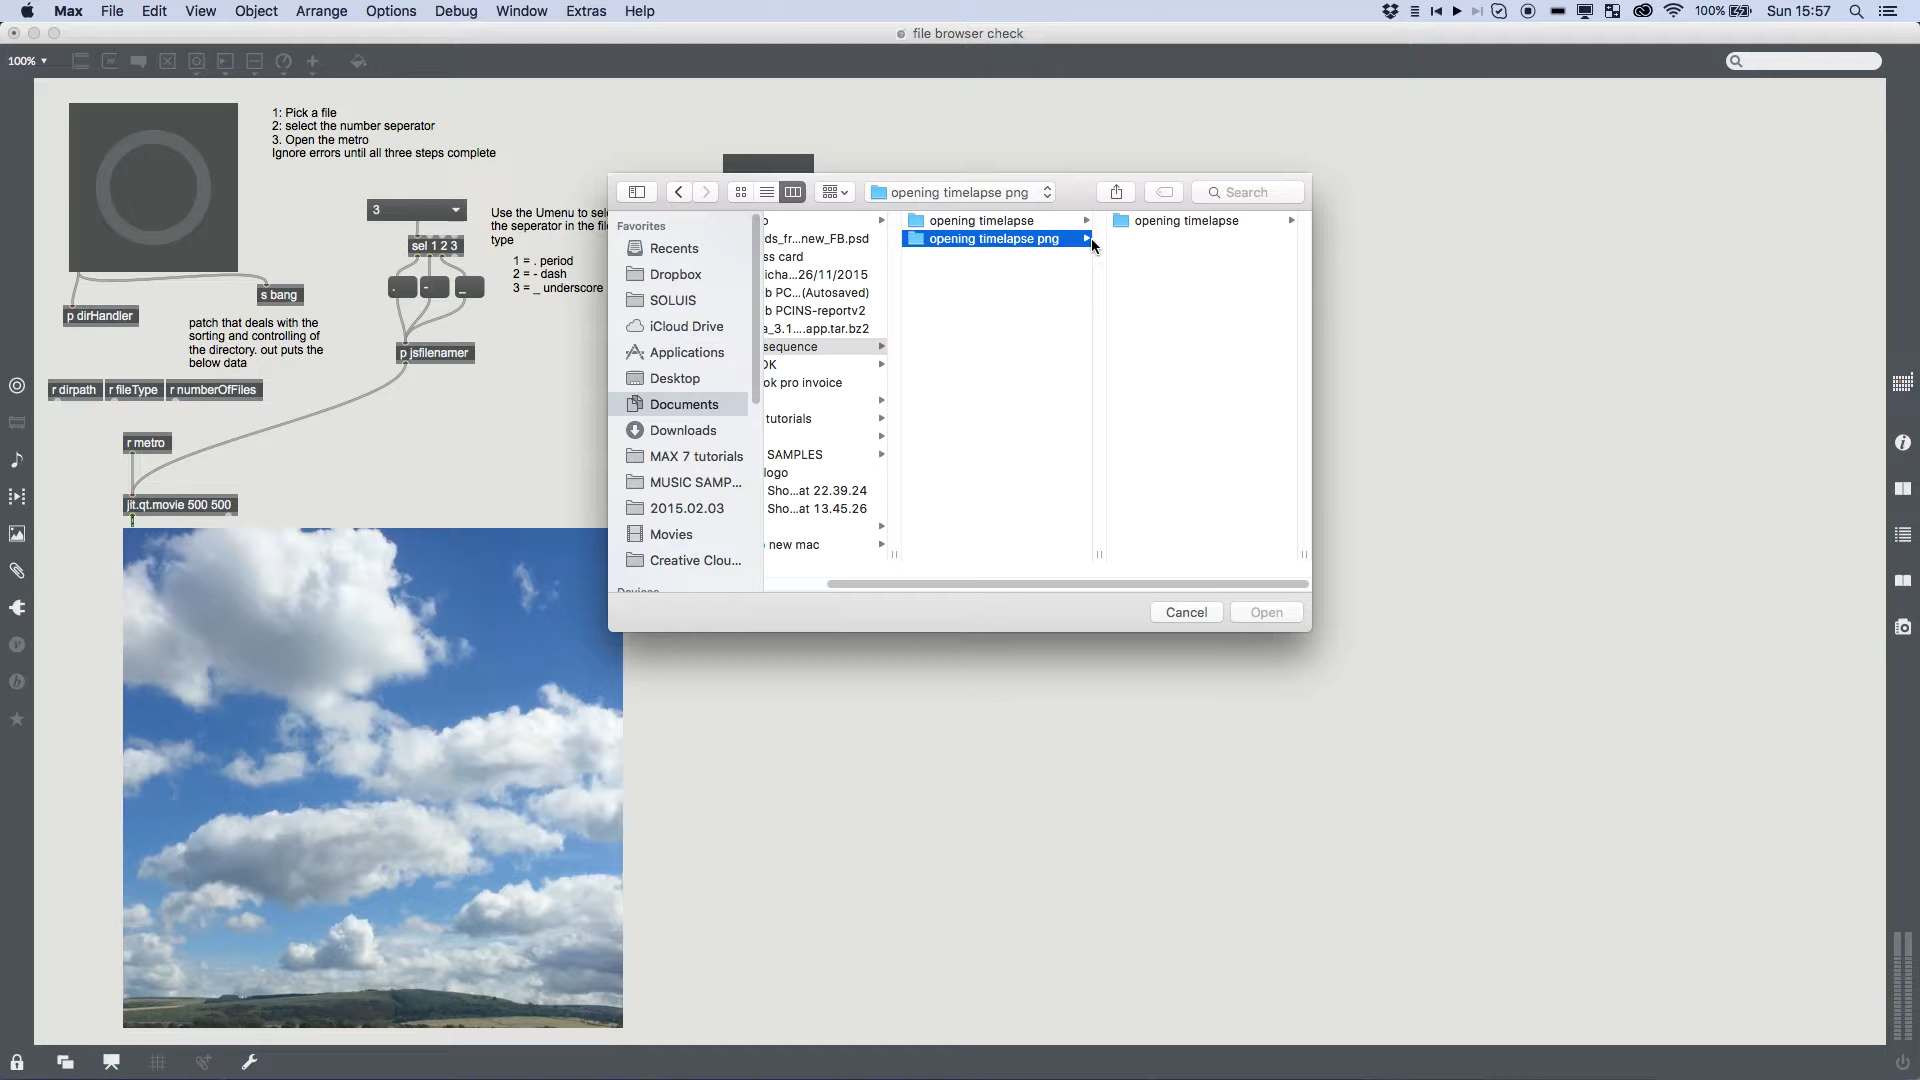 Max File Edit View Object Arrange Options Debug Window Extras Help
100% Sun 15:57
file browser check
100%
1: Pick a file
2: select the number seperator
3. Open the metro
Ignore errors until all three steps complete
3
Use the Umenu to sel
the seperator in the file
type
sel 1 2 3
1 = . period
2 = - dash
3 = _ underscore
. - _
s bang
p dirHandler
patch that deals with the
sorting and controlling of
the directory. out puts the
below data
p jsfilenamer
r dirpath r fileType r numberOfFiles
r metro
jit.qt.movie 500 500
opening timelapse png
Search
Favorites
Recents
Dropbox
SOLUIS
iCloud Drive
Applications
Desktop
Documents
Downloads
MAX 7 tutorials
MUSIC SAMP...
2015.02.03
Movies
Creative Clou...
Devices
ds_fr...new_FB.psd
ss card
icha...26/11/2015
b PC...(Autosaved)
b PCINS-reportv2
a_3.1....app.tar.bz2
sequence
OK
ok pro invoice
tutorials
SAMPLES
logo
Sho...at 22.39.24
Sho...at 13.45.26
new mac
opening timelapse
opening timelapse png
opening timelapse
Cancel Open